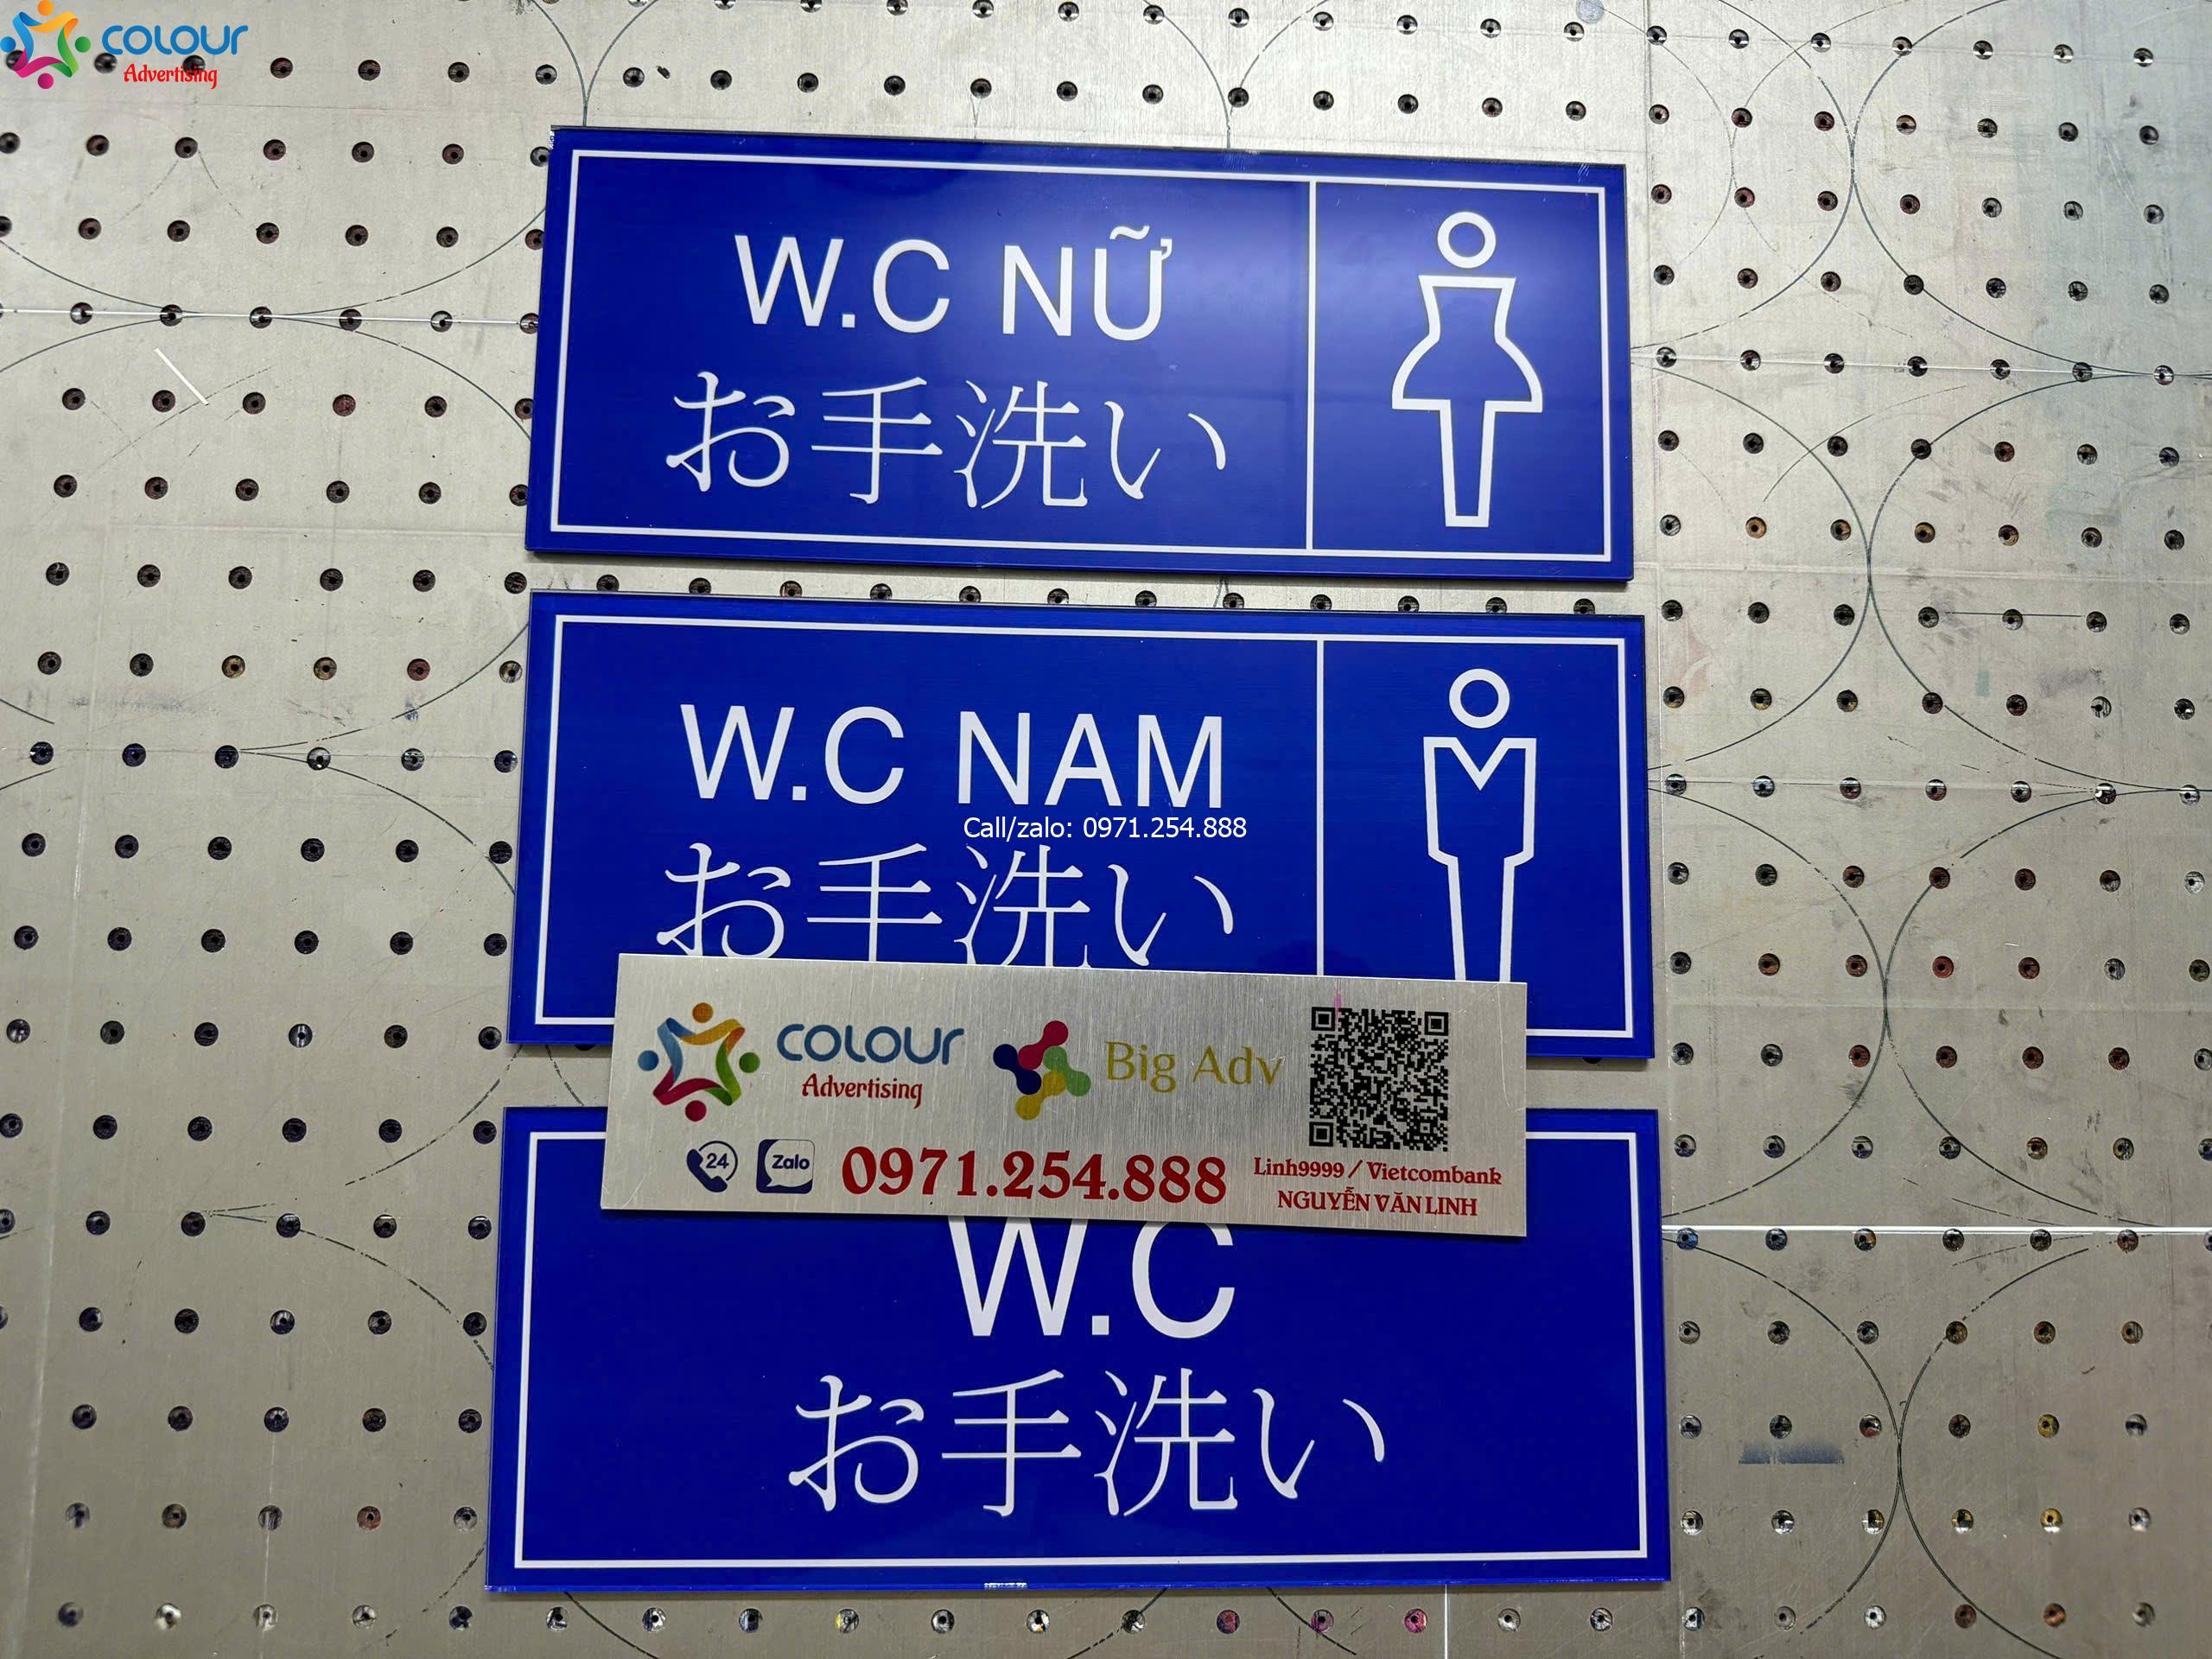 COLOUR
Advertising
W.C NỮ
お手洗い
W.C NAM
Call/zalo: 0971.254.888
お手洗い
COLOUR
Advertising
Big Adv
24
Zalo
0971.254.888
Linh9999 / Vietcombank
NGUYỄN VĂN LINH
W.C
お手洗い